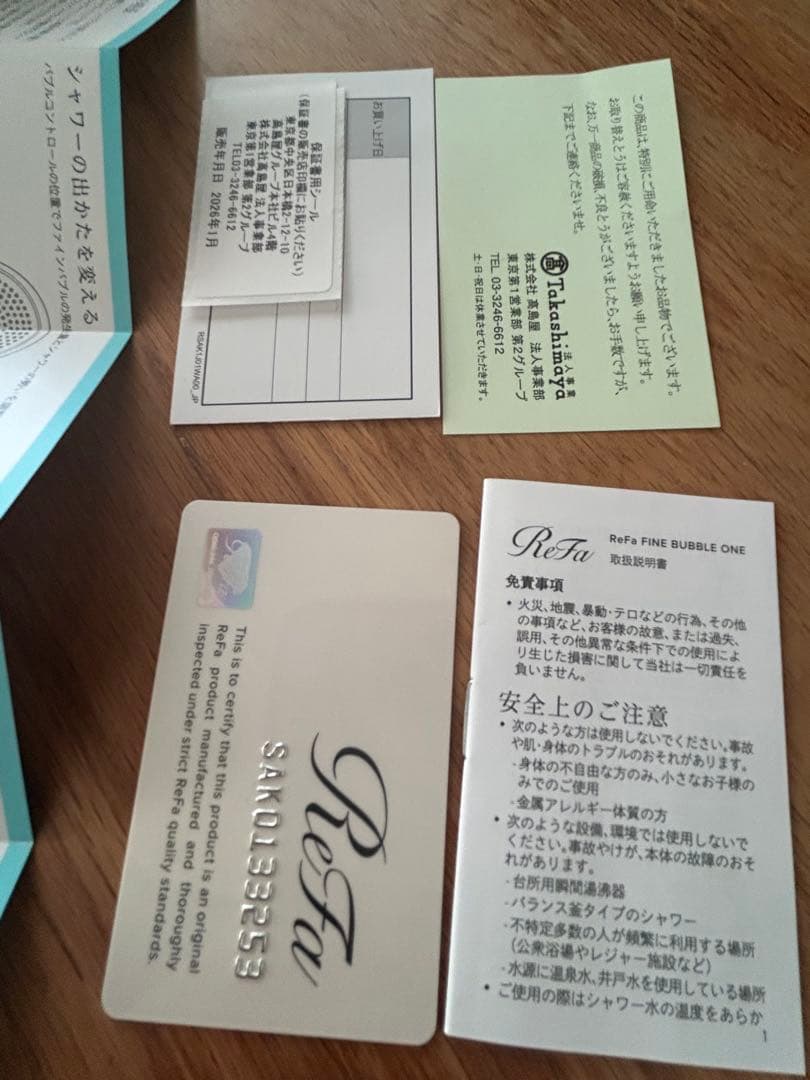 シャワーの出かたを変える
バブルコントロールの位置でファインバブルの発生
お買い上げ日
保証書用シール
(保証書の販売店印欄にお貼りください)
東京都中央区日本橋2-12-10
高島屋グループ本社ビル4階
株式会社髙島屋 法人事業部
東京第1営業部 第2グループ
TEL03-3246-6612
販売年月日 2026年1月
RSAK1J01WA00_JP
この商品は、特別にご用命いただきましたお品物でございます。
お取り替えとうはご容赦くださいますようお願い申し上げます。
なお、万一商品の破損、不良とうがございましたら、お手数ですが、
下記までご連絡くださいませ。
髙 Takashimaya 法人事業
株式会社 髙島屋 法人事業部
東京第1営業部 第2グループ
TEL 03-3246-6612
土・日・祝日は休業させていただきます。
ReFa
SAK0133253
This is to certify that this product is an original
ReFa product manufactured and thoroughly
inspected under strict ReFa quality standards.
ReFa
ReFa FINE BUBBLE ONE
取扱説明書
免責事項
• 火災、地震、暴動・テロなどの行為、その他
の事項など、お客様の故意、または過失、
誤用、その他異常な条件下での使用によ
り生じた損害に関して当社は一切責任を
負いません。
安全上のご注意
• 次のような方は使用しないでください。事故
や肌・身体のトラブルのおそれがあります。
-身体の不自由な方のみ、小さなお子様の
みでのご使用
-金属アレルギー体質の方
• 次のような設備、環境では使用しないで
ください。事故やけが、本体の故障のおそ
れがあります。
-台所用瞬間湯沸器
-バランス釜タイプのシャワー
-不特定多数の人が頻繁に利用する場所
(公衆浴場やレジャー施設など)
-水源に温泉水、井戸水を使用している場所
• ご使用の際はシャワー水の温度をあらか
1